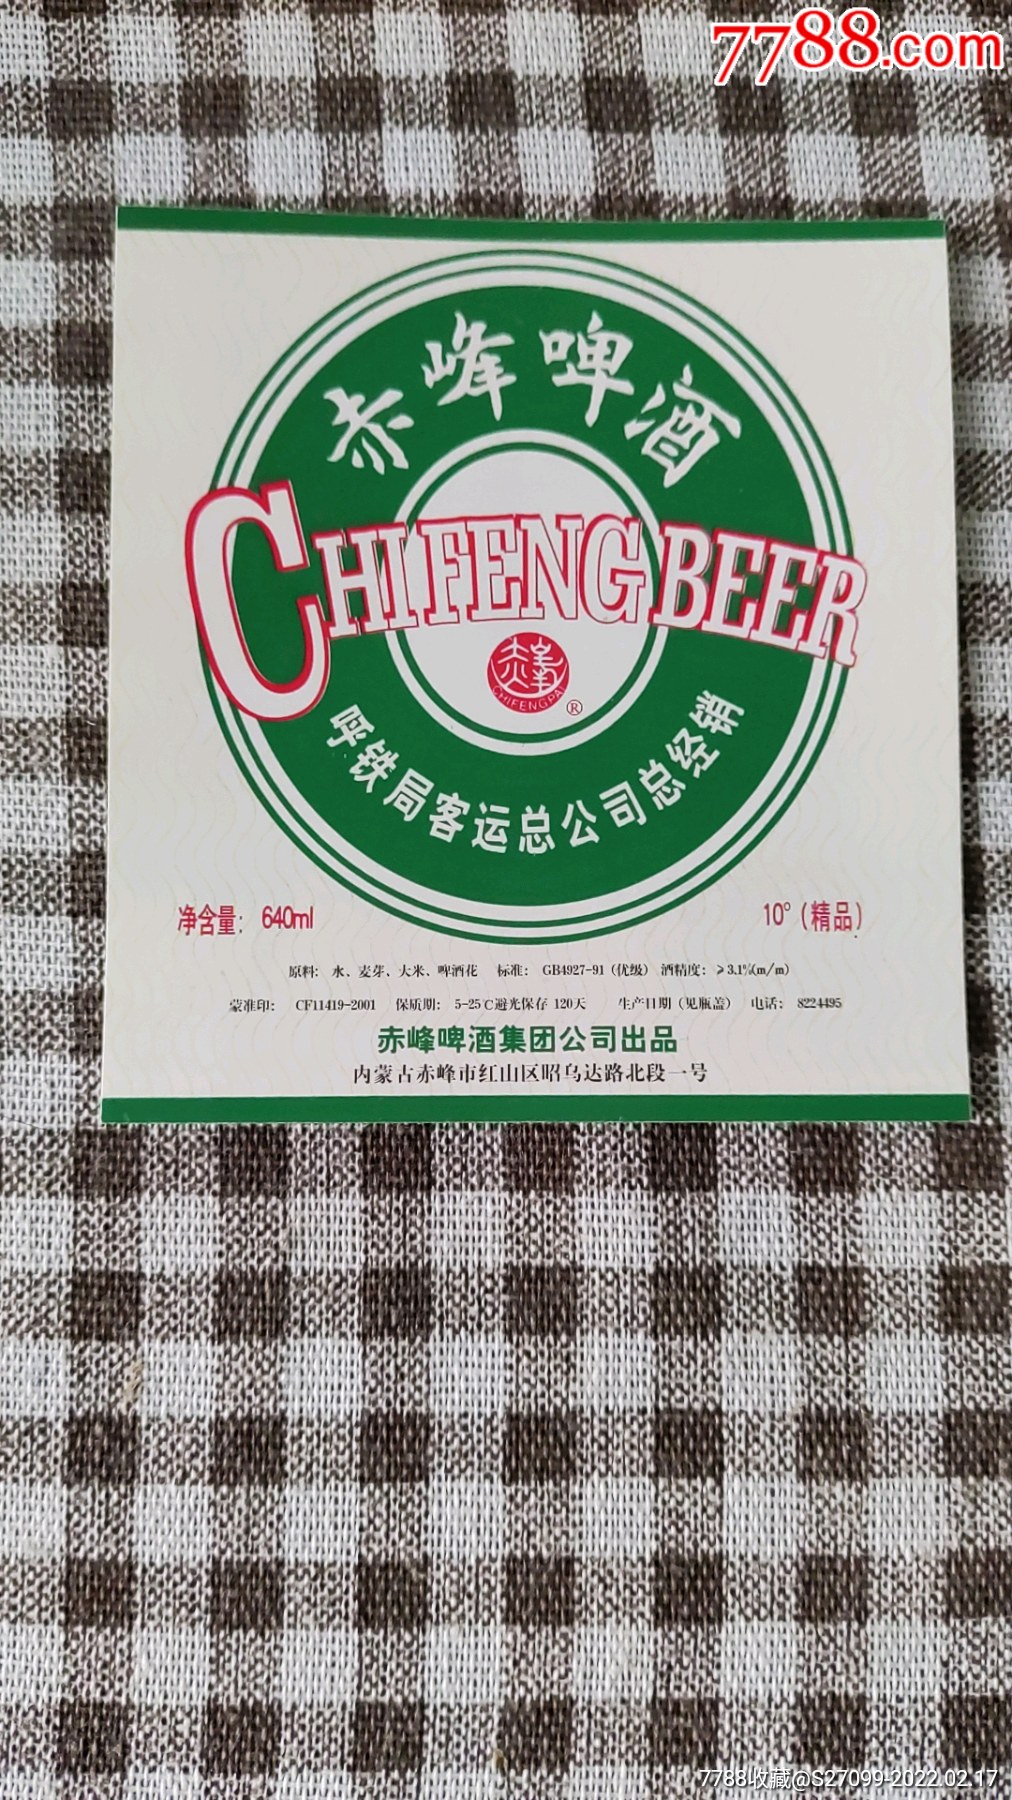 7788.com
赤峰啤酒
CHIFENG BEER
CHIFENGPAI
®
呼铁局客运总公司总经销
净含量: 640ml
10°(精品)
原料: 水、麦芽、大米、啤酒花 标准: GB4927-91 (优级) 酒精度: ≥3.1%(m/m)
蒙准印: CF11419-2001 保质期: 5-25℃避光保存 120天 生产日期 (见瓶盖) 电话: 8224495
赤峰啤酒集团公司出品
内蒙古赤峰市红山区昭乌达路北段一号
7788收藏@S27099-2022.02.17